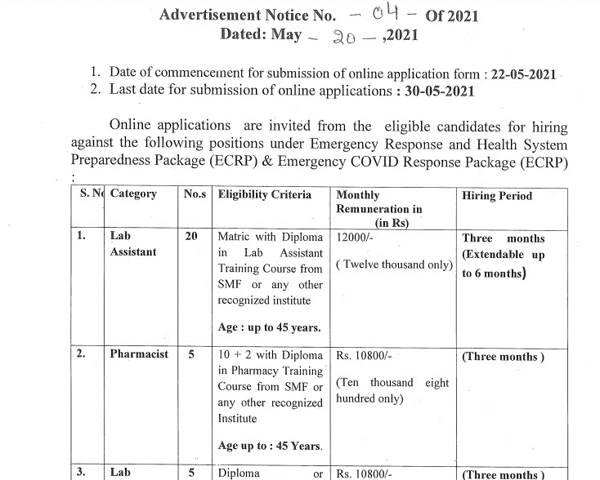 Advertisement Notice No. - 04 - Of 2021
Dated: May - 20 - ,2021
1. Date of commencement for submission of online application form : 22-05-2021
2. Last date for submission of online applications : 30-05-2021
Online applications are invited from the eligible candidates for hiring
against the following positions under Emergency Response and Health System
Preparedness Package (ECRP) & Emergency COVID Response Package (ECRP)
:
S. No Category No.s Eligibility Criteria Monthly Remuneration in (in Rs) Hiring Period
1. Lab Assistant 20 Matric with Diploma 12000/- Three months
in Lab Assistant (Extendable up
Training Course from ( Twelve thousand only) to 6 months)
SMF or any other
recognized institute
Age : up to 45 years.
2. Pharmacist 5 10 + 2 with Diploma Rs. 10800/- (Three months )
in Pharmacy Training
Course from SMF or (Ten thousand eight
any other recognized hundred only)
Institute
Age up to : 45 Years.
3. Lab 5 Diploma or Rs. 10800/- (Three months )